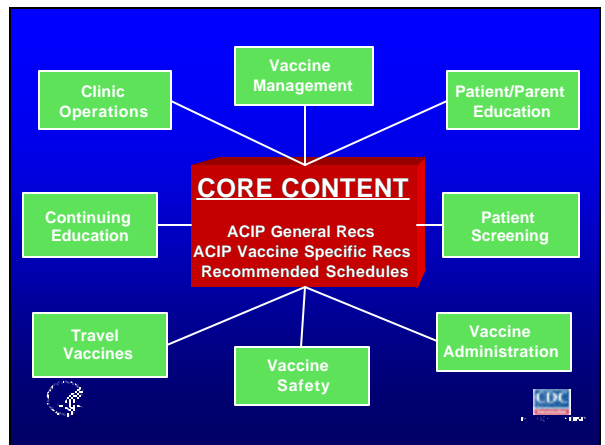 Vaccine
Management
Clinic
Operations
Patient/Parent
Education
CORE CONTENT
ACIP General Recs
ACIP Vaccine Specific Recs
Recommended Schedules
Continuing
Education
Patient
Screening
Travel
Vaccines
Vaccine
Safety
Vaccine
Administration
CDC